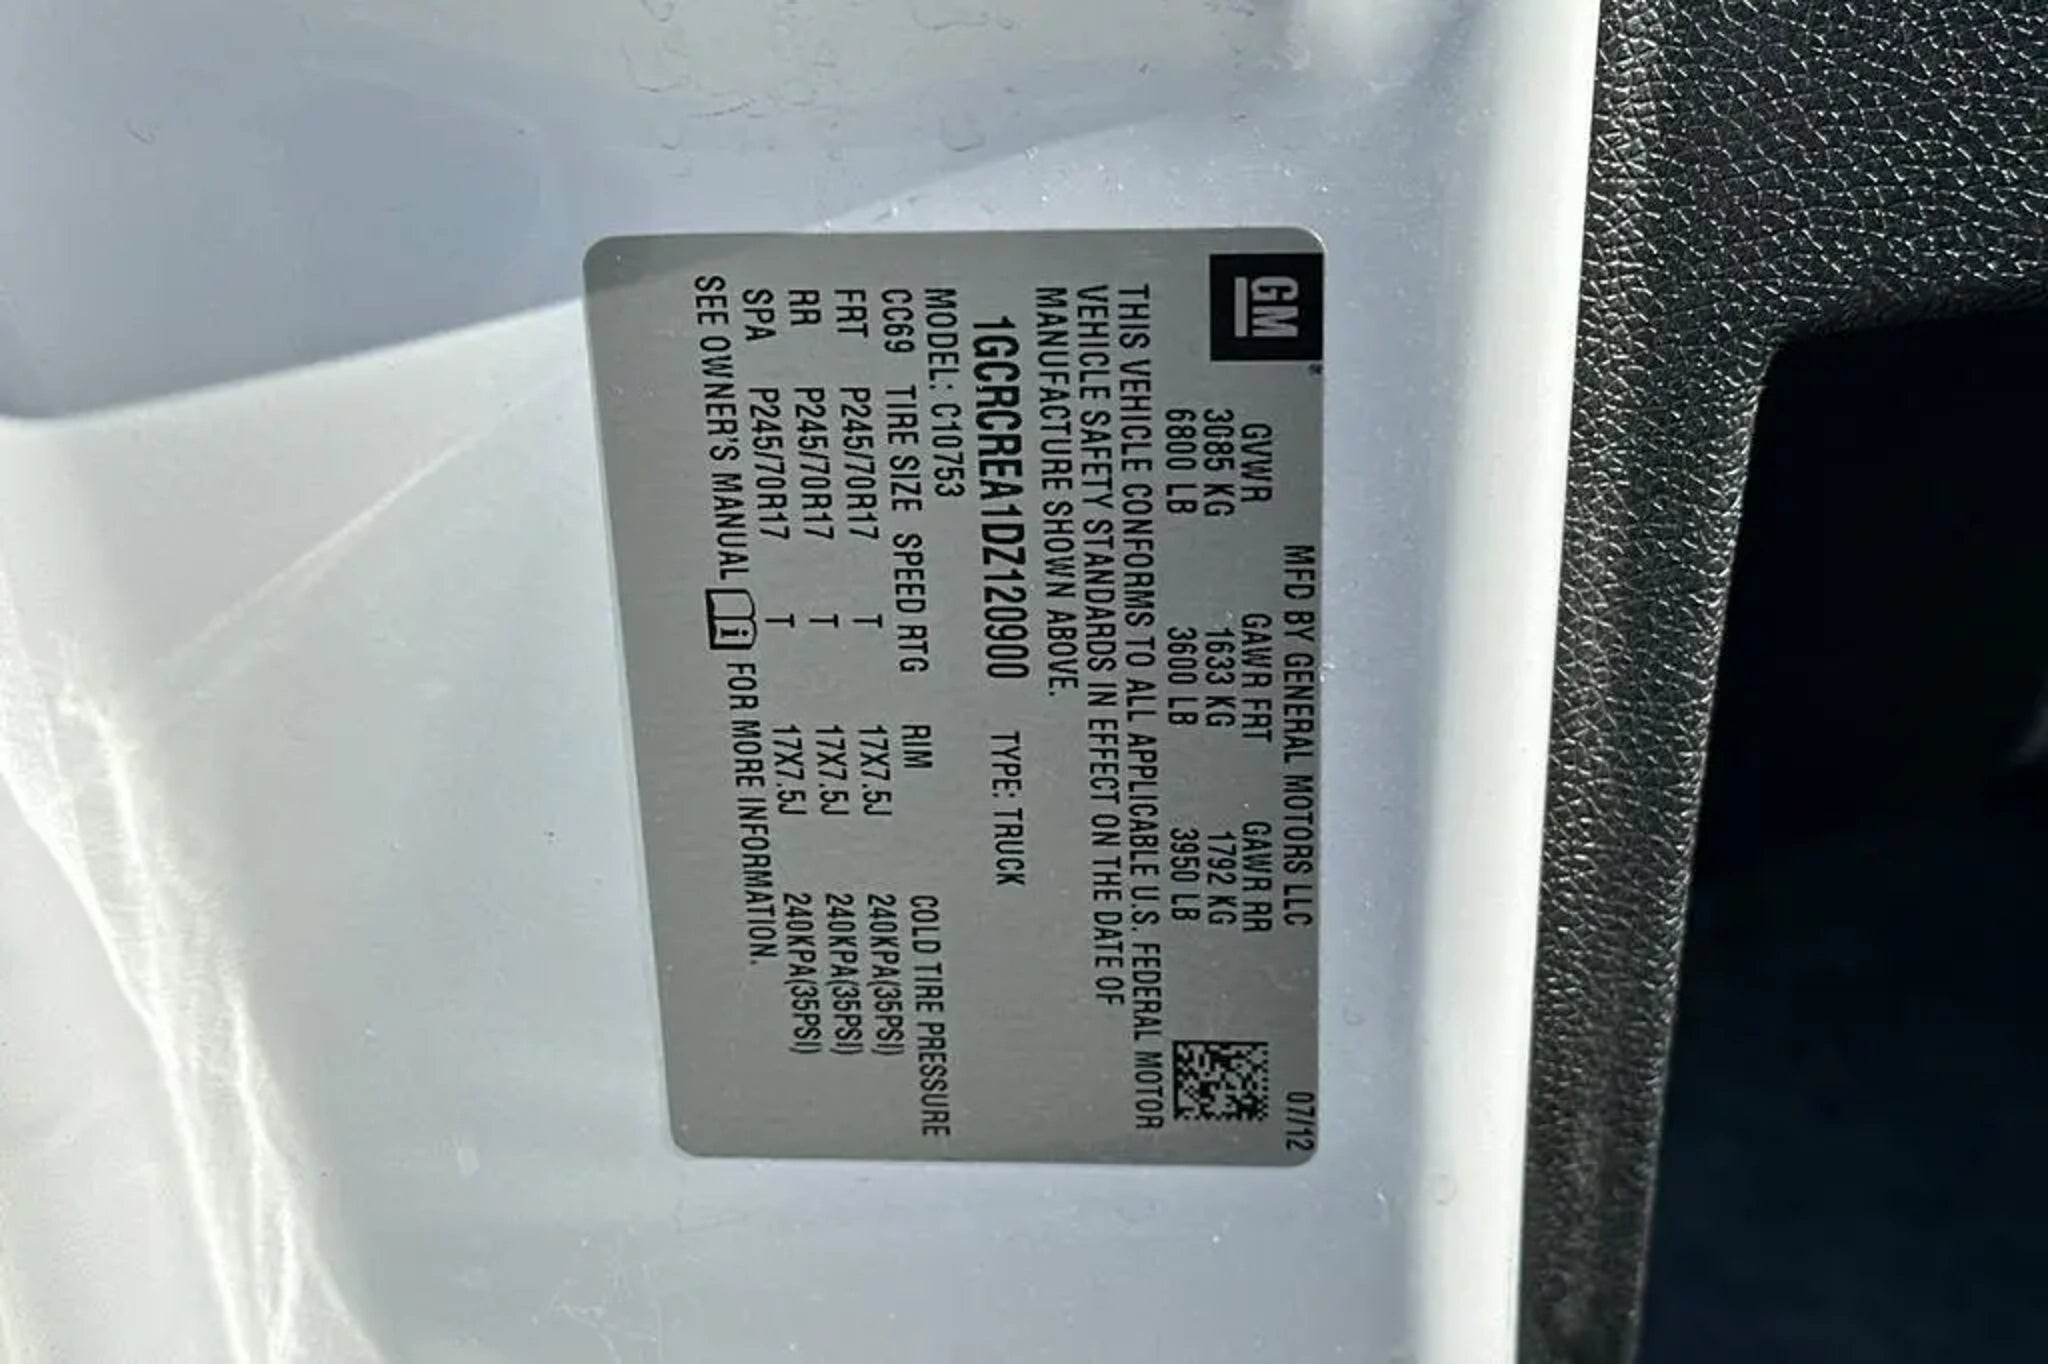 GM
MFD BY GENERAL MOTORS LLC 07/12
GVWR GAWR FRT GAWR RR
3085 KG 1633 KG 1792 KG
6800 LB 3600 LB 3950 LB
THIS VEHICLE CONFORMS TO ALL APPLICABLE U.S. FEDERAL MOTOR
VEHICLE SAFETY STANDARDS IN EFFECT ON THE DATE OF
MANUFACTURE SHOWN ABOVE.
1GCRCREA1DZ120900 TYPE: TRUCK
MODEL: C10753
CC69 TIRE SIZE SPEED RTG RIM COLD TIRE PRESSURE
FRT P245/70R17 T 17X7.5J 240KPA(35PSI)
RR P245/70R17 T 17X7.5J 240KPA(35PSI)
SPA P245/70R17 T 17X7.5J 240KPA(35PSI)
SEE OWNER'S MANUAL i FOR MORE INFORMATION.